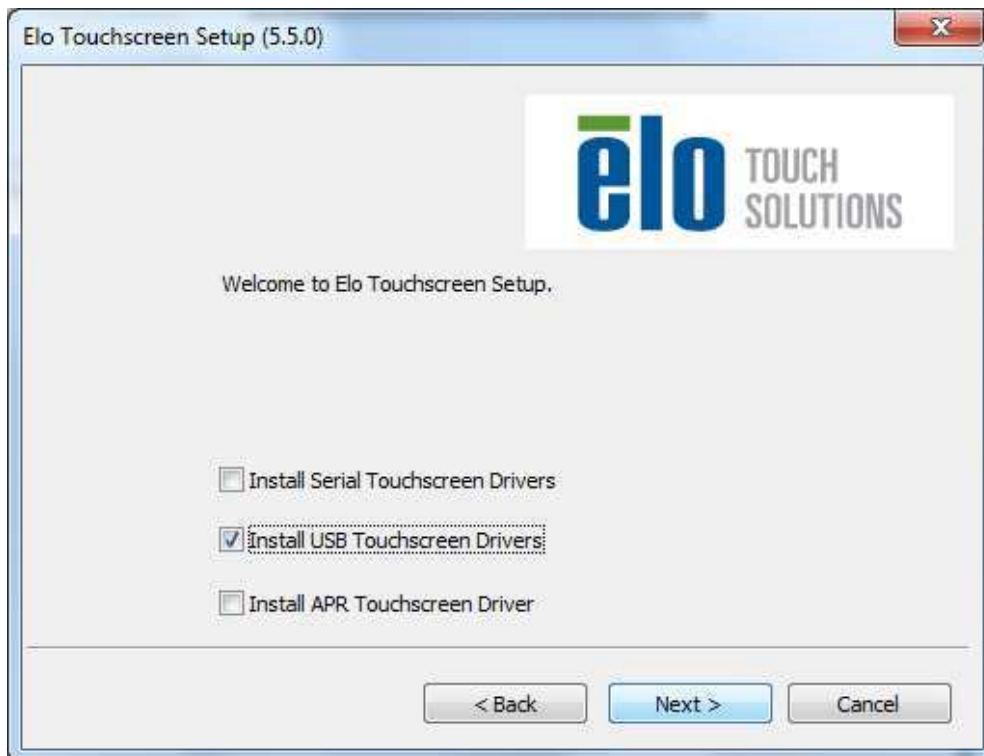 Elo Touchscreen Setup (5.5.0)
elo TOUCH
SOLUTIONS
Welcome to Elo Touchscreen Setup.
Install Serial Touchscreen Drivers
Install USB Touchscreen Drivers
Install APR Touchscreen Driver
< Back Next > Cancel